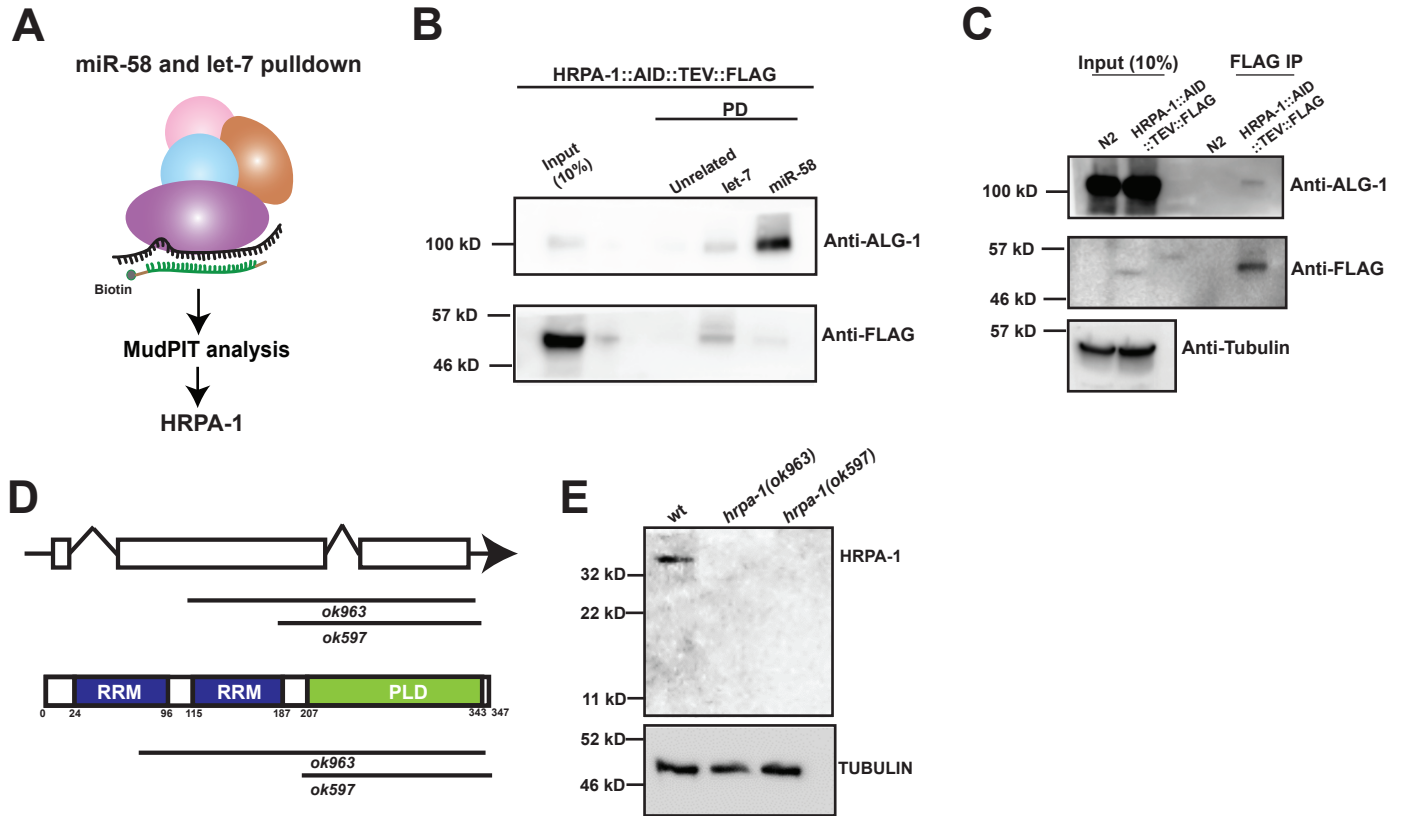 A
miR-58 and let-7 pulldown
Biotin
MudPIT analysis
HRPA-1
B
HRPA-1::AID::TEV::FLAG
PD
Input
(10%)
Unrelated
let-7
miR-58
100 kD
Anti-ALG-1
57 kD
Anti-FLAG
46 kD
C
Input (10%)
FLAG IP
N2
HRPA-1::AID
::TEV::FLAG
N2
HRPA-1::AID
::TEV::FLAG
100 kD
Anti-ALG-1
57 kD
Anti-FLAG
46 kD
57 kD
Anti-Tubulin
D
ok963
ok597
RRM RRM PLD
0 24 96 115 187 207 343 347
ok963
ok597
E
wt
hrpa-1(ok963)
hrpa-1(ok597)
HRPA-1
32 kD
22 kD
11 kD
52 kD
TUBULIN
46 kD